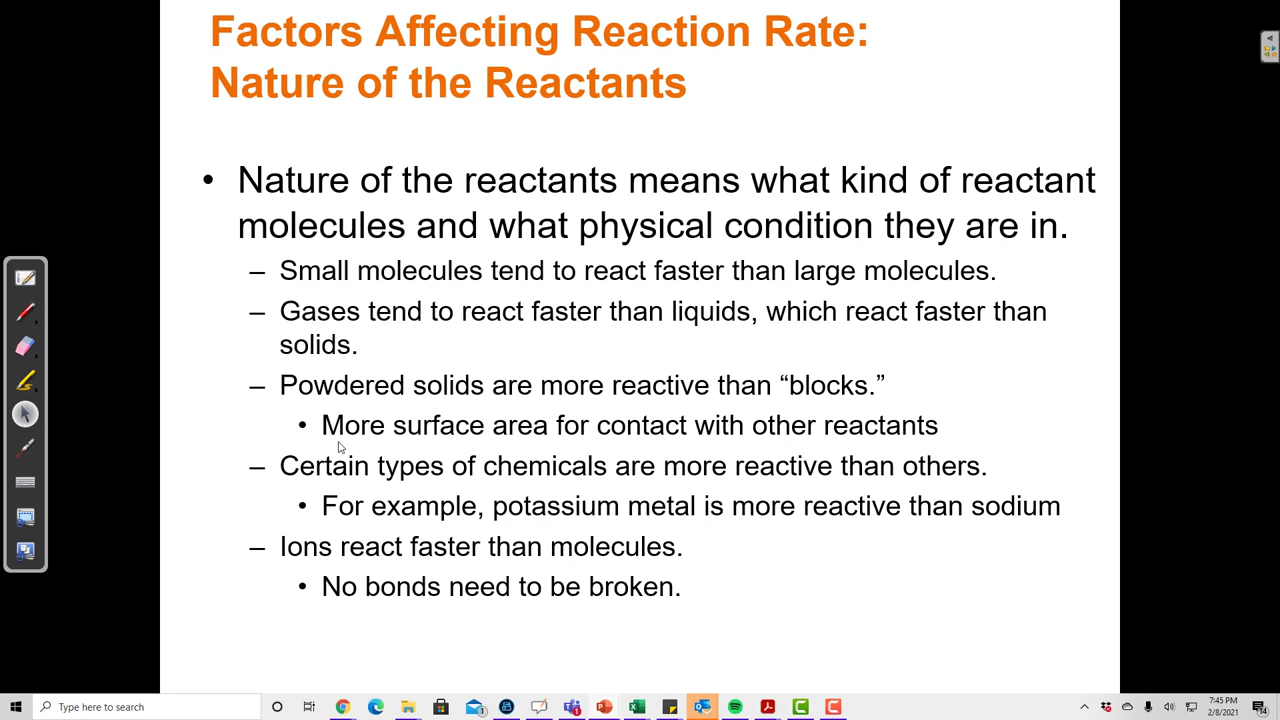 Factors Affecting Reaction Rate:
Nature of the Reactants
• Nature of the reactants means what kind of reactant
molecules and what physical condition they are in.
– Small molecules tend to react faster than large molecules.
– Gases tend to react faster than liquids, which react faster than
solids.
– Powdered solids are more reactive than “blocks.”
• More surface area for contact with other reactants
– Certain types of chemicals are more reactive than others.
• For example, potassium metal is more reactive than sodium
– Ions react faster than molecules.
• No bonds need to be broken.
Type here to search
7:45 PM
2/8/2021